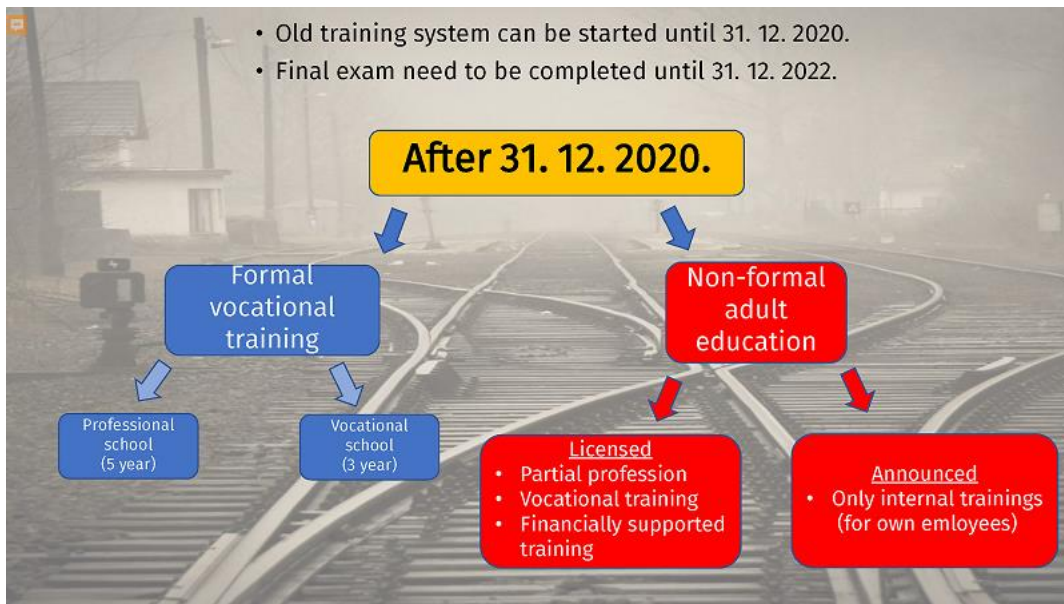 • Old training system can be started until 31. 12. 2020.
• Final exam need to be completed until 31. 12. 2022.
After 31. 12. 2020.
Formal
vocational
training
Non-formal
adult
education
Professional
school
(5 year)
Vocational
school
(3 year)
Licensed
• Partial profession
• Vocational training
• Financially supported
training
Announced
• Only internal trainings
(for own emloyees)